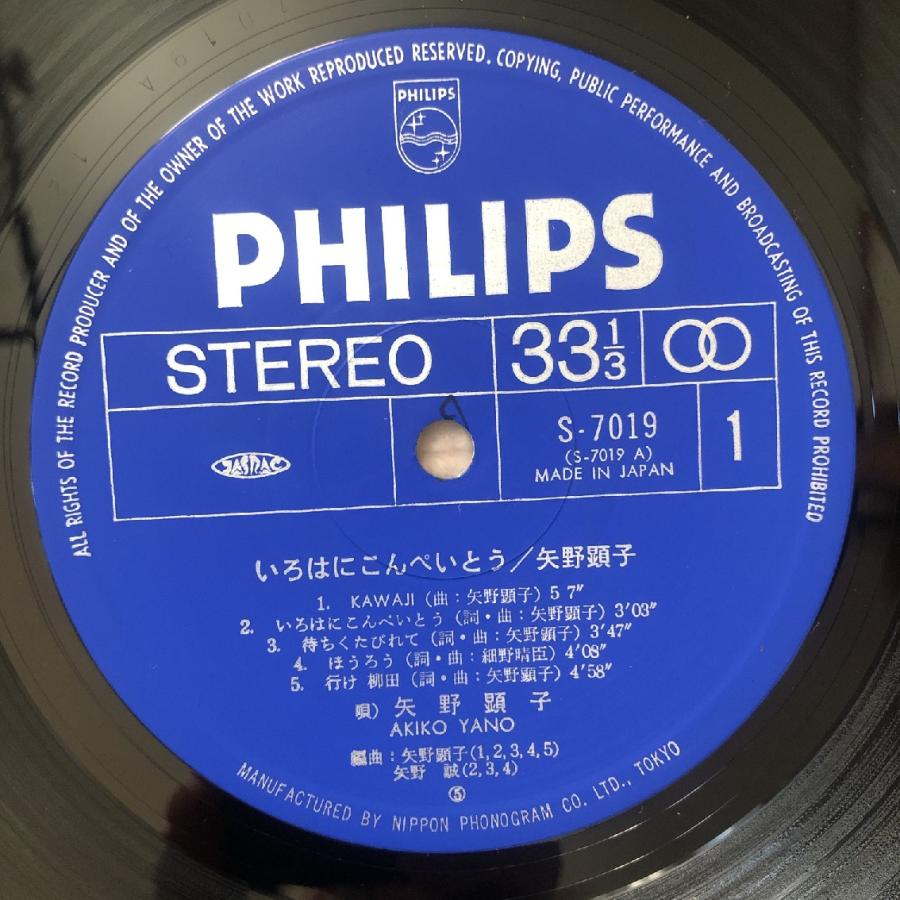 ALL RIGHTS OF THE RECORD PRODUCER AND OF THE OWNER OF THE WORK REPRODUCED RESERVED. COPYING, PUBLIC PERFORMANCE AND BROADCASTING OF THIS RECORD PROHIBITED
PHILIPS
PHILIPS
STEREO
33 1/3
JASRAC
S-7019
(S-7019 A)
MADE IN JAPAN
1
いろはにこんぺいとう/矢野顕子
1. KAWAJI (曲:矢野顕子) 5 7″
2. いろはにこんぺいとう (詞・曲:矢野顕子) 3′03″
3. 待ちくたびれて (詞・曲:矢野顕子) 3′47″
4. ほうろう (詞・曲:細野晴臣) 4′08″
5. 行け 柳田 (詞・曲:矢野顕子) 4′58″
唄) 矢野顕子
AKIKO YANO
編曲:矢野顕子(1,2,3,4,5)
矢野 誠(2,3,4)
⑤
MANUFACTURED BY NIPPON PHONOGRAM CO. LTD., TOKYO